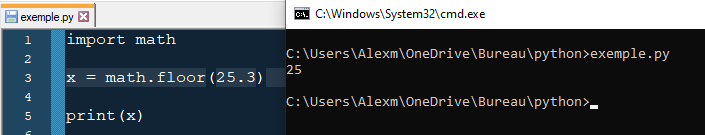 exemple.py
1 import math
2
3 x = math.floor(25.3)
4
5 print(x)
C:\Windows\System32\cmd.exe
C:\Users\Alexm\OneDrive\Bureau\python>exemple.py
25
C:\Users\Alexm\OneDrive\Bureau\python>